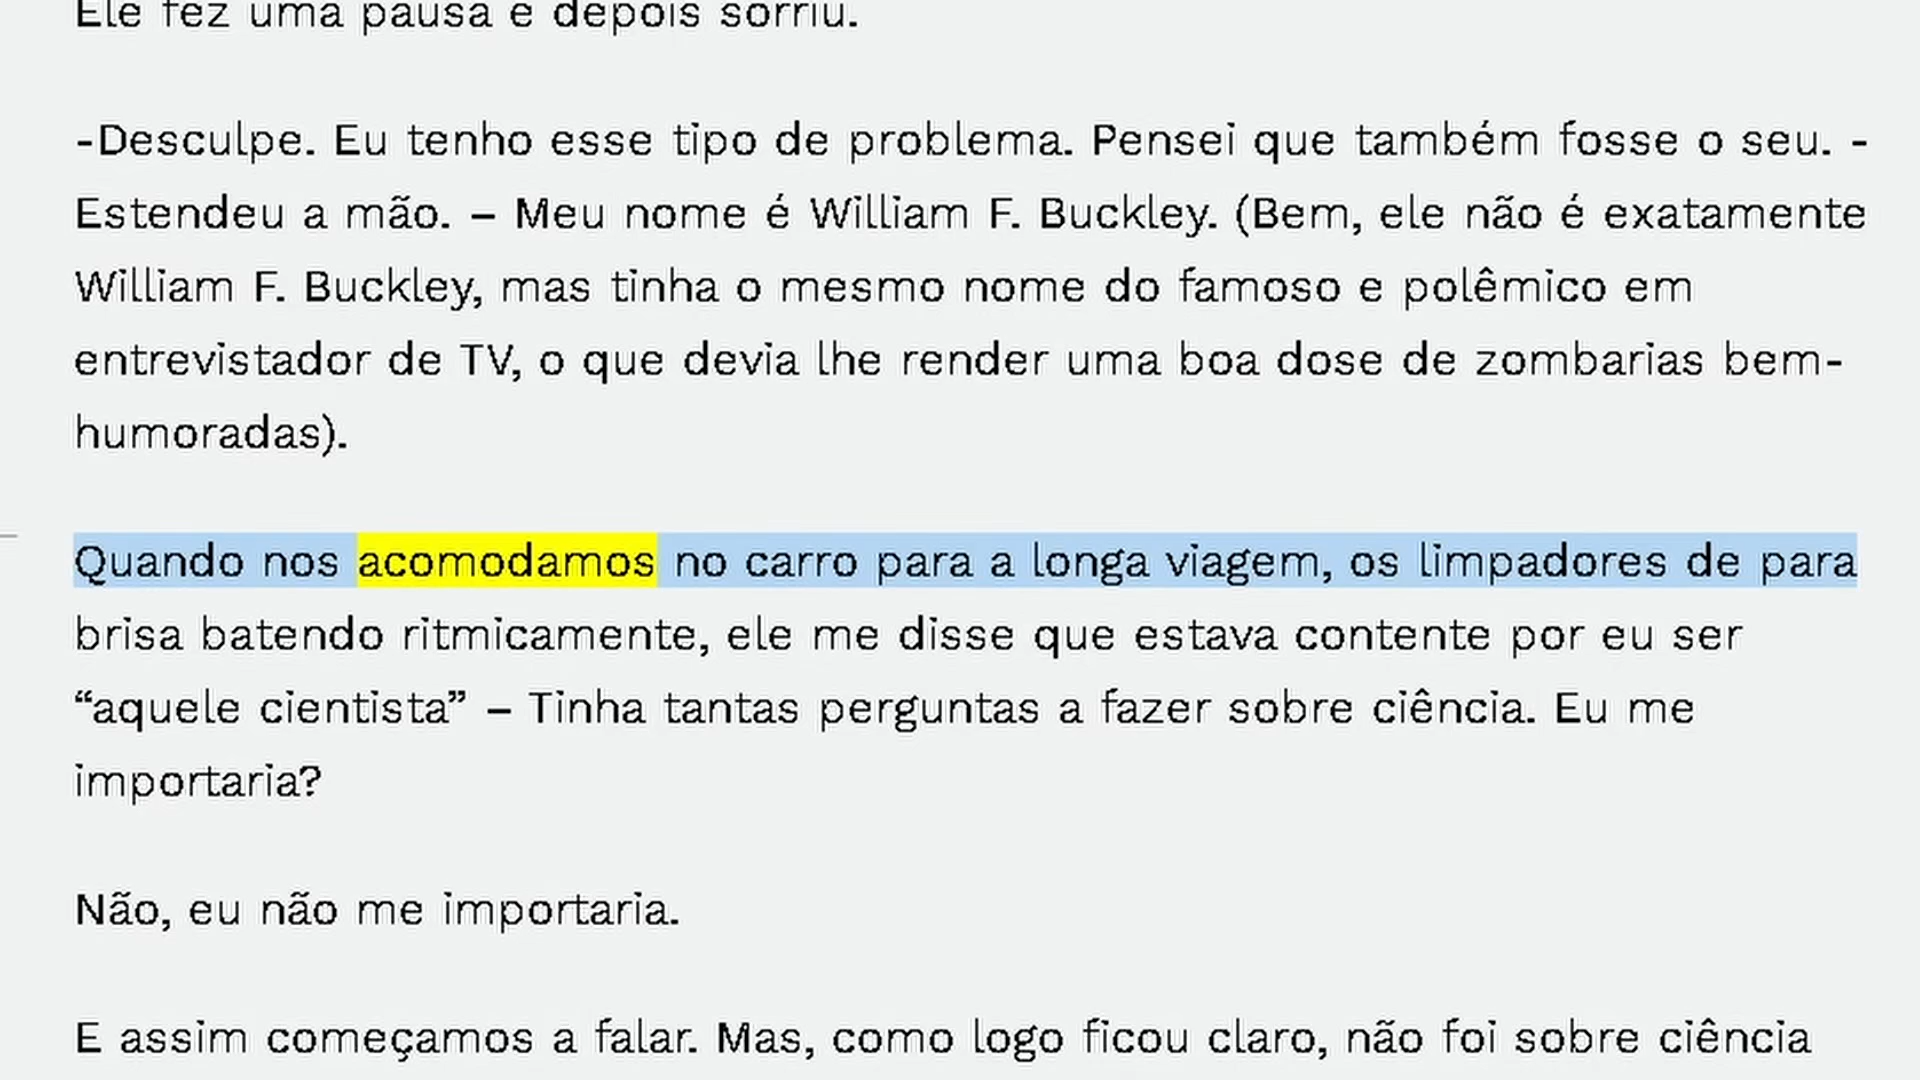 Ele fez uma pausa e depois sorriu.
-Desculpe. Eu tenho esse tipo de problema. Pensei que também fosse o seu. -
Estendeu a mão. – Meu nome é William F. Buckley. (Bem, ele não é exatamente
William F. Buckley, mas tinha o mesmo nome do famoso e polêmico em
entrevistador de TV, o que devia lhe render uma boa dose de zombarias bem-
humoradas).
Quando nos acomodamos no carro para a longa viagem, os limpadores de para
brisa batendo ritmicamente, ele me disse que estava contente por eu ser
“aquele cientista” – Tinha tantas perguntas a fazer sobre ciência. Eu me
importaria?
Não, eu não me importaria.
E assim começamos a falar. Mas, como logo ficou claro, não foi sobre ciência